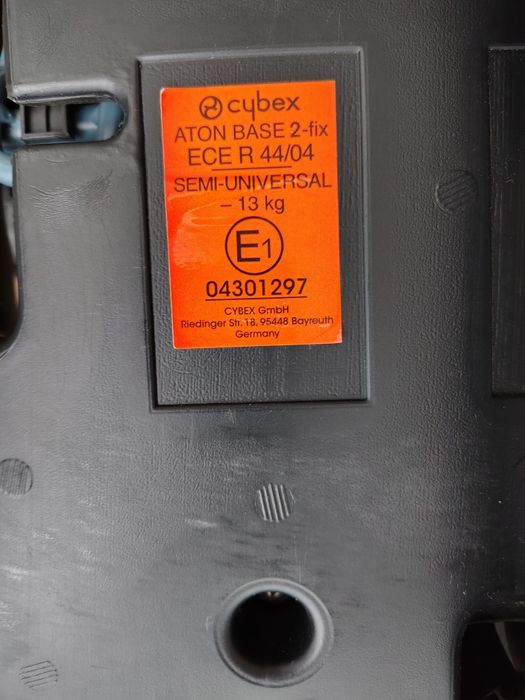 cybex
ATON BASE 2-fix
ECE R 44/04
SEMI-UNIVERSAL
– 13 kg
E1
04301297
CYBEX GmbH
Riedinger Str. 18, 95448 Bayreuth
Germany